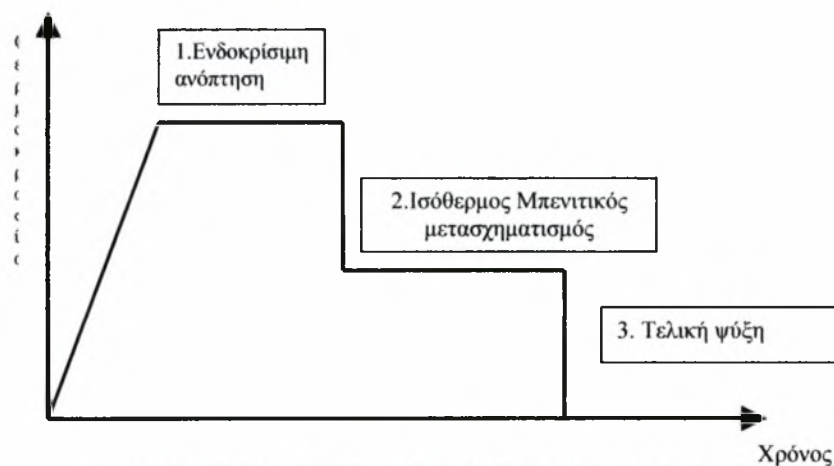 1.Ενδοκρίσιμη
ανόπτηση
2.Ισόθερμος Μπενιτικός
μετασχηματισμός
3. Τελική ψύξη
Χρόνος